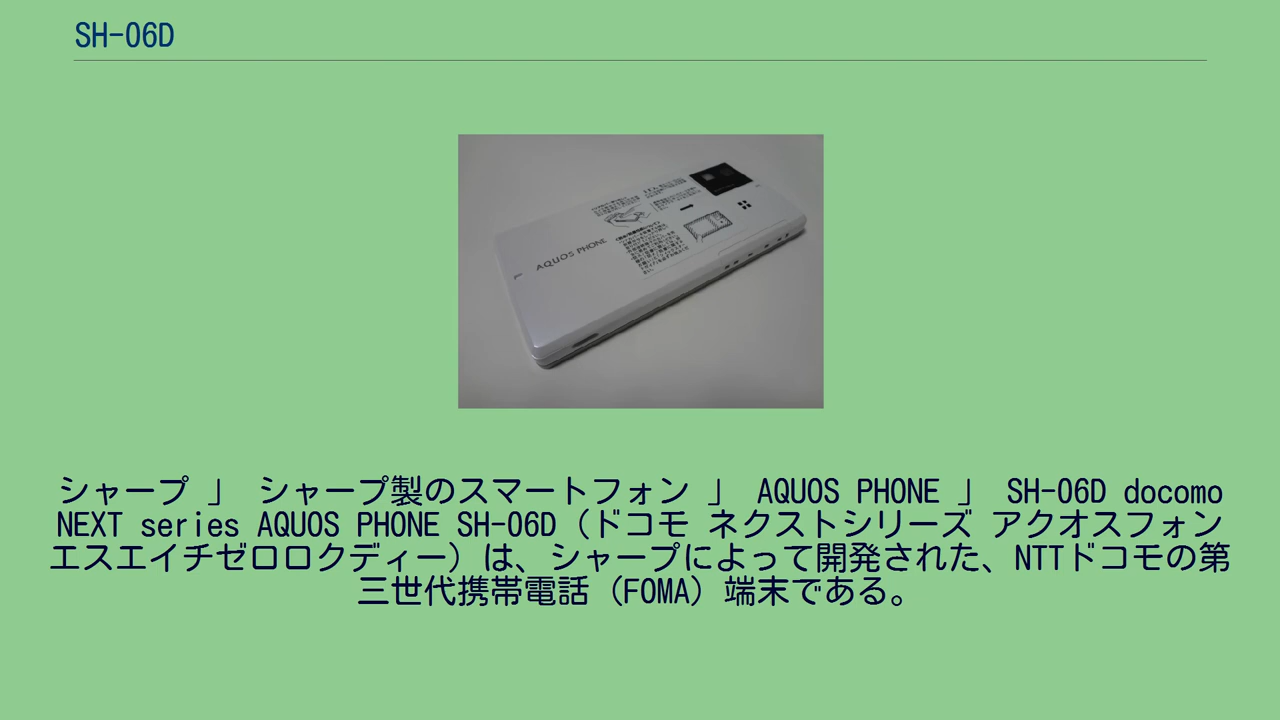 SH-06D
AQUOS PHONE
シャープ 」 シャープ製のスマートフォン 」 AQUOS PHONE 」 SH-06D docomo
NEXT series AQUOS PHONE SH-06D（ドコモ ネクストシリーズ アクオスフォン
エスエイチゼロロクディー）は、シャープによって開発された、NTTドコモの第
三世代携帯電話（FOMA）端末である。